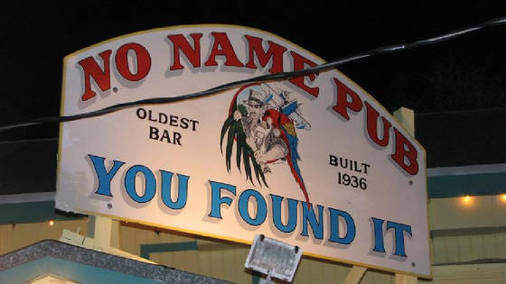 NO NAME PUB
OLDEST
BAR
BUILT
1936
YOU FOUND IT